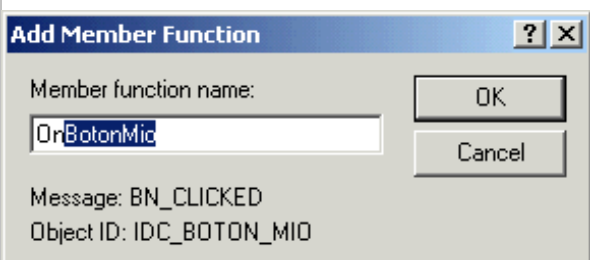 Add Member Function
Member function name:
OK
OnBotonMio
Cancel
Message: BN_CLICKED
Object ID: IDC_BOTON_MIO